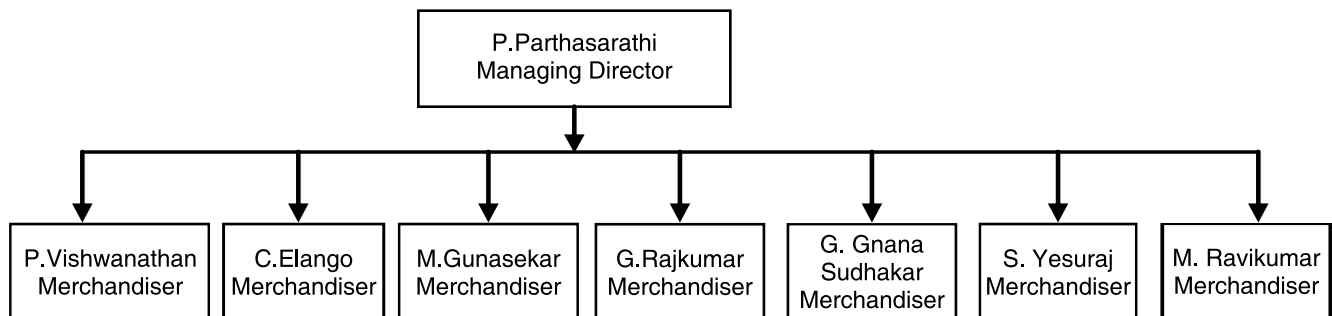 P.Parthasarathi
Managing Director
P.Vishwanathan
Merchandiser
C.Elango
Merchandiser
M.Gunasekar
Merchandiser
G.Rajkumar
Merchandiser
G. Gnana
Sudhakar
Merchandiser
S. Yesuraj
Merchandiser
M. Ravikumar
Merchandiser